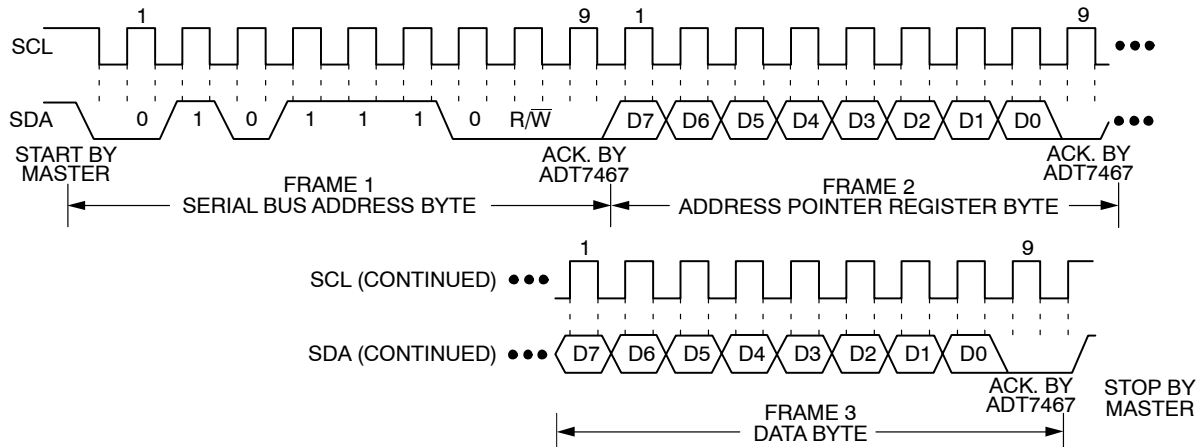 1 9 1 9
SCL
SDA 0 1 0 1 1 1 0 R/W̅ D7 D6 D5 D4 D3 D2 D1 D0
START BY
MASTER
ACK. BY
ADT7467
ACK. BY
ADT7467
FRAME 1
SERIAL BUS ADDRESS BYTE
FRAME 2
ADDRESS POINTER REGISTER BYTE
1 9
SCL (CONTINUED)
SDA (CONTINUED) D7 D6 D5 D4 D3 D2 D1 D0
ACK. BY
ADT7467
STOP BY
MASTER
FRAME 3
DATA BYTE